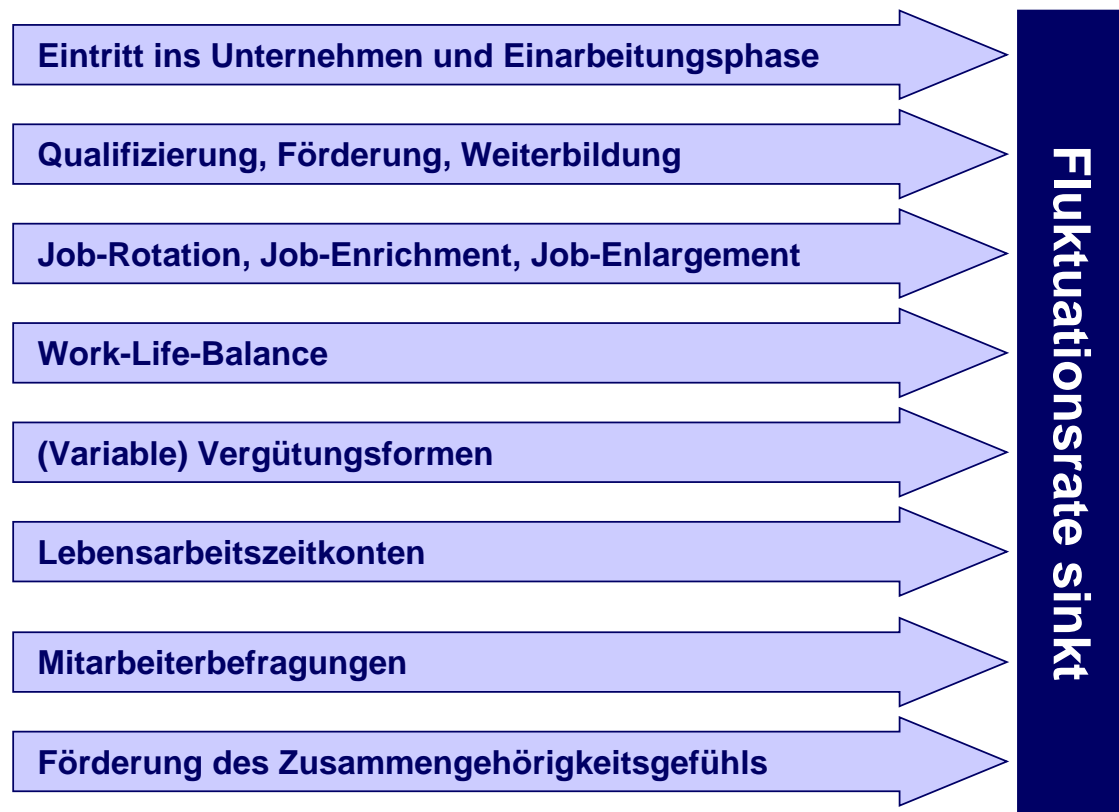 Eintritt ins Unternehmen und Einarbeitungsphase
Qualifizierung, Förderung, Weiterbildung
Job-Rotation, Job-Enrichment, Job-Enlargement
Work-Life-Balance
(Variable) Vergütungsformen
Lebensarbeitszeitkonten
Mitarbeiterbefragungen
Förderung des Zusammengehörigkeitsgefühls
Fluktuationsrate sinkt